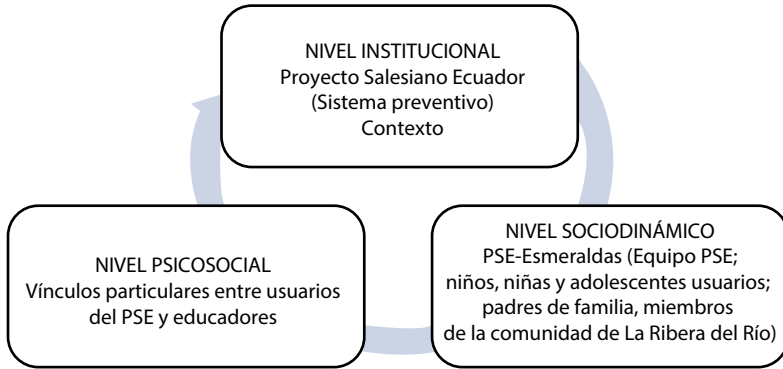 NIVEL INSTITUCIONAL
Proyecto Salesiano Ecuador
(Sistema preventivo)
Contexto
NIVEL PSICOSOCIAL
Vínculos particulares entre usuarios
del PSE y educadores
NIVEL SOCIODINÁMICO
PSE-Esmeraldas (Equipo PSE;
niños, niñas y adolescentes usuarios;
padres de familia, miembros
de la comunidad de La Ribera del Río)